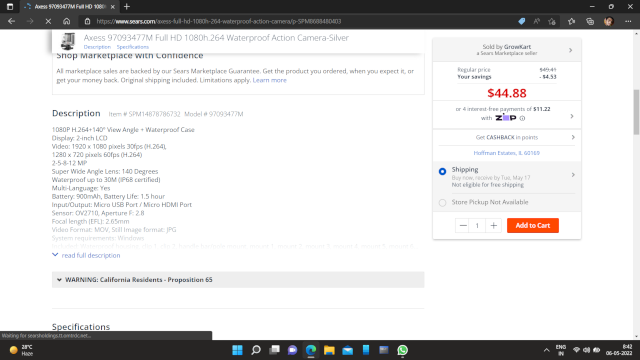 Axess 97093477M Full HD 1080h
https://www.sears.com/axess-full-hd-1080h-264-waterproof-action-camera/p-SPM8688480403
Axess 97093477M Full HD 1080h.264 Waterproof Action Camera-Silver
Description Specifications
Shop Marketplace With Confidence
All marketplace sales are backed by our Sears Marketplace Guarantee. Get the product you ordered, when you expect it, or
get your money back. Original shipping included. Limitations apply. Learn more
Description Item # SPM14878786732 Model # 97093477M
1080P H.264+140° View Angle + Waterproof Case
Display: 2-inch LCD
Video: 1920 x 1080 pixels 30fps (H.264),
1280 x 720 pixels 60fps (H.264)
2-5-8-12 MP
Super Wide Angle Lens: 140 Degrees
Waterproof up to 30M (IP68 certified)
Multi-Language: Yes
Battery: 900mAh, Battery Life: 1.5 hour
Input/Output: Micro USB Port / Micro HDMI Port
Sensor: OV2710, Aperture F: 2.8
Focal length (EFL): 2.65mm
Video Format: MOV, Still Image format: JPG
System requirements: Windows
read full description
WARNING: California Residents - Proposition 65
Specifications
Sold by GrowKart
a Sears Marketplace seller
Regular price $49.41
Your savings - $4.53
$44.88
or 4 interest-free payments of $11.22
with ZIP
Get CASHBACK in points
Hoffman Estates, IL 60169
Shipping
Buy now, receive by Tue, May 17
Not eligible for free shipping
Store Pickup Not Available
1
Add to Cart
28°C
Haze
ENG
IN
8:42
06-05-2022